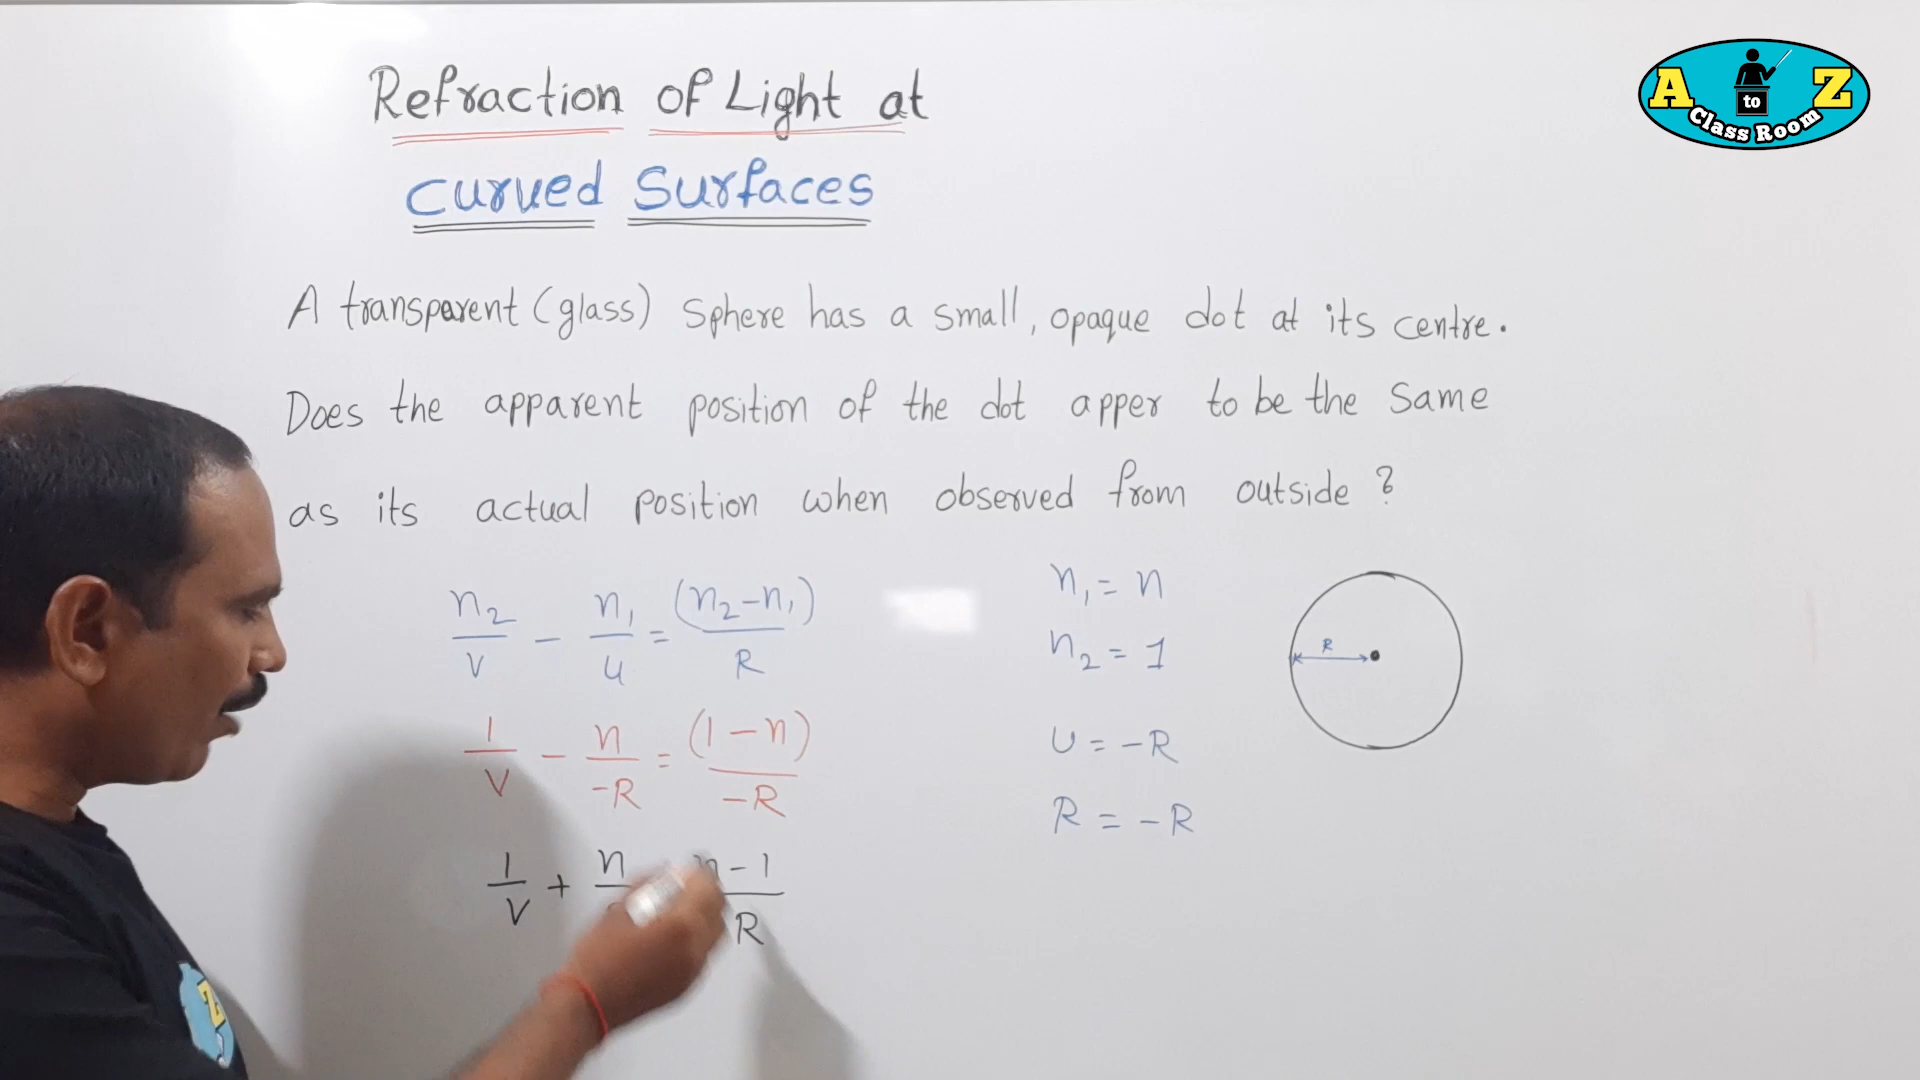 Refraction of Light at
Curved Surfaces
A to Z
Class Room
A transparent (glass) Sphere has a small, opaque dot at its centre.
Does the apparent position of the dot apper to be the Same
as its actual position when observed from outside ?
n₂/v - n₁/u = (n₂-n₁)/R
1/v - n/-R = (1-n)/-R
1/v + n/ n-1/R
n₁ = n
n₂ = 1
u = -R
R = -R
R
Z